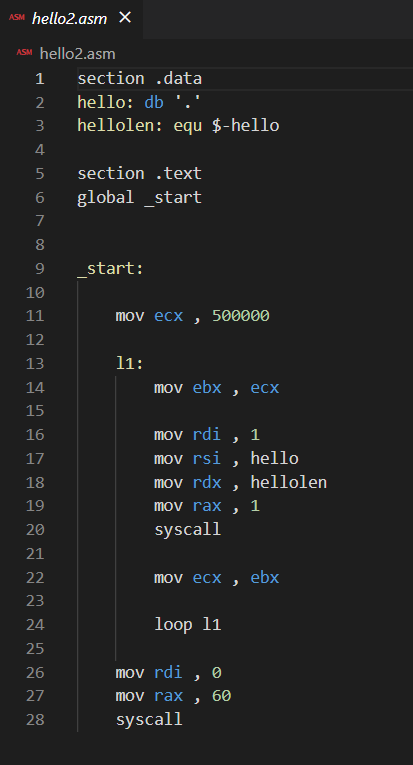 ASM hello2.asm ✕
ASM hello2.asm
1 section .data
2 hello: db '.'
3 hellolen: equ $-hello
4
5 section .text
6 global _start
7
8
9 _start:
10
11 mov ecx , 500000
12
13 l1:
14 mov ebx , ecx
15
16 mov rdi , 1
17 mov rsi , hello
18 mov rdx , hellolen
19 mov rax , 1
20 syscall
21
22 mov ecx , ebx
23
24 loop l1
25
26 mov rdi , 0
27 mov rax , 60
28 syscall